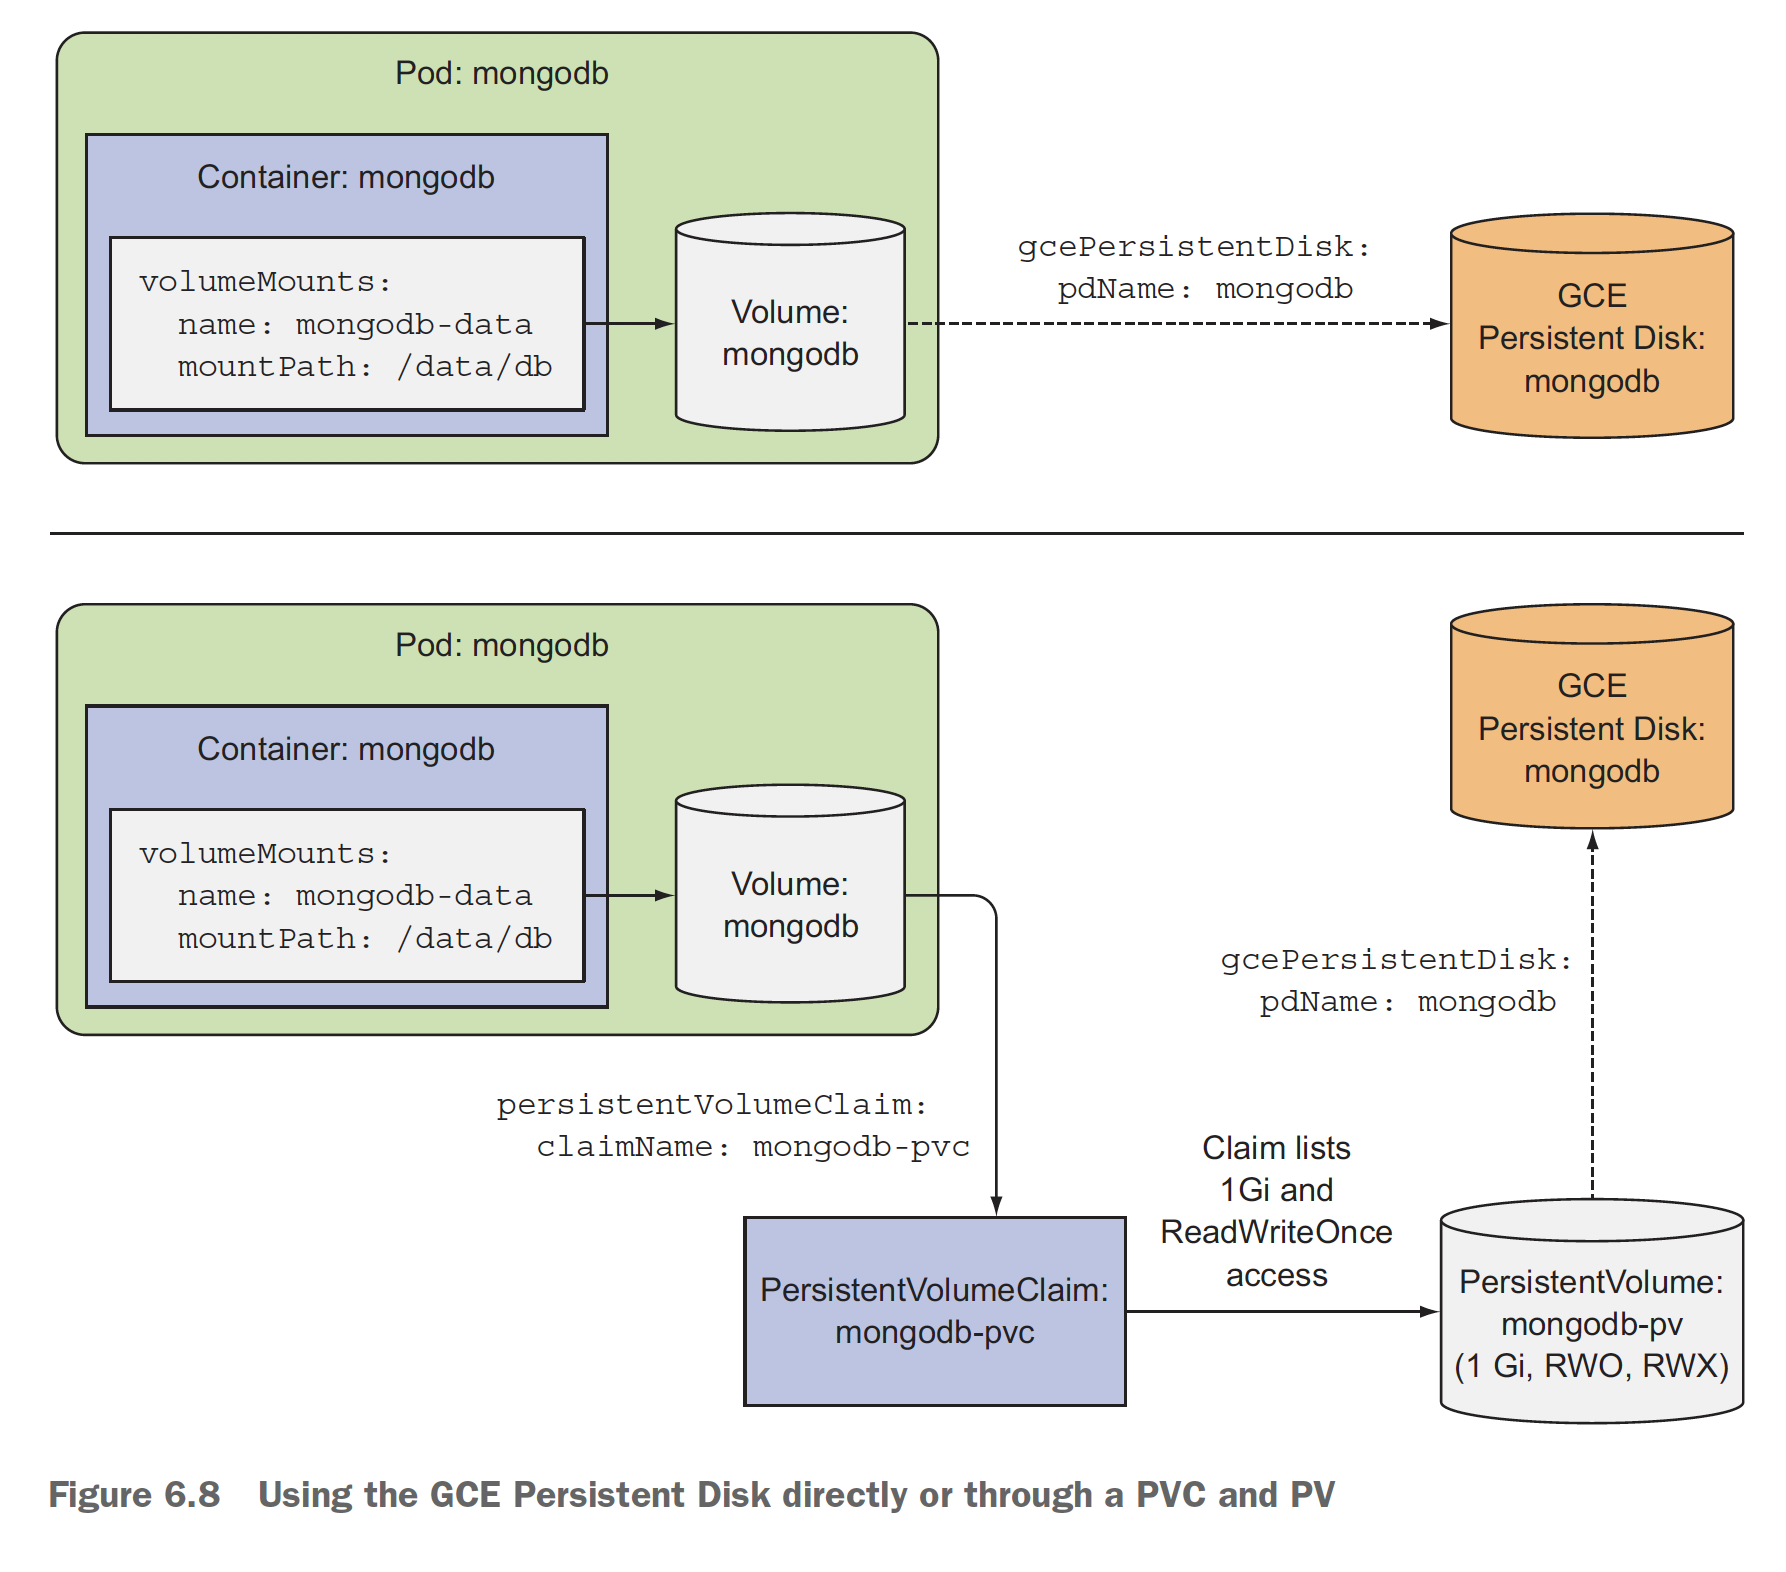 Pod: mongodb
Container: mongodb
volumeMounts:
name: mongodb-data
mountPath: /data/db
Volume:
mongodb
gcePersistentDisk:
pdName: mongodb
GCE
Persistent Disk:
mongodb
Pod: mongodb
Container: mongodb
volumeMounts:
name: mongodb-data
mountPath: /data/db
Volume:
mongodb
persistentVolumeClaim:
claimName: mongodb-pvc
PersistentVolumeClaim:
mongodb-pvc
Claim lists
1Gi and
ReadWriteOnce
access
PersistentVolume:
mongodb-pv
(1 Gi, RWO, RWX)
gcePersistentDisk:
pdName: mongodb
GCE
Persistent Disk:
mongodb
Figure 6.8 Using the GCE Persistent Disk directly or through a PVC and PV